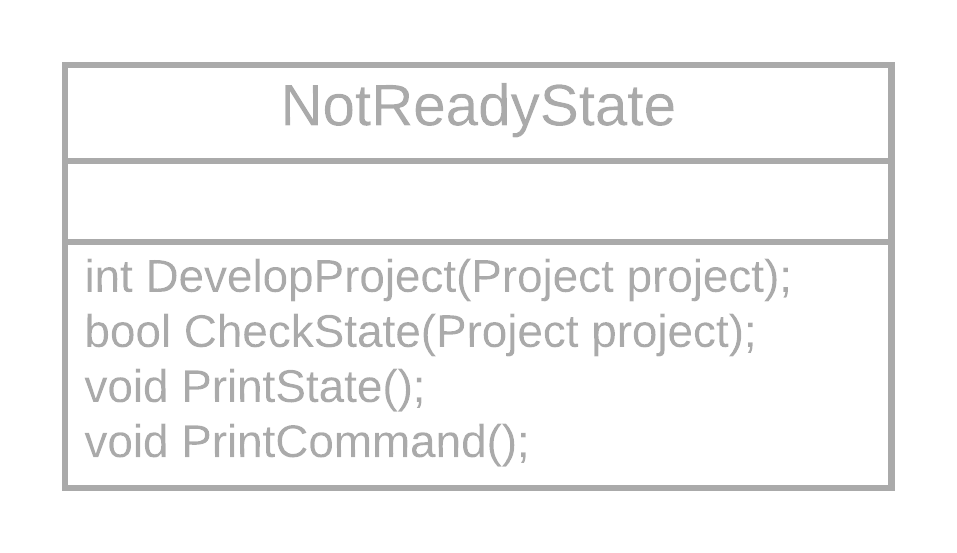 NotReadyState
int DevelopProject(Project project);
bool CheckState(Project project);
void PrintState();
void PrintCommand();